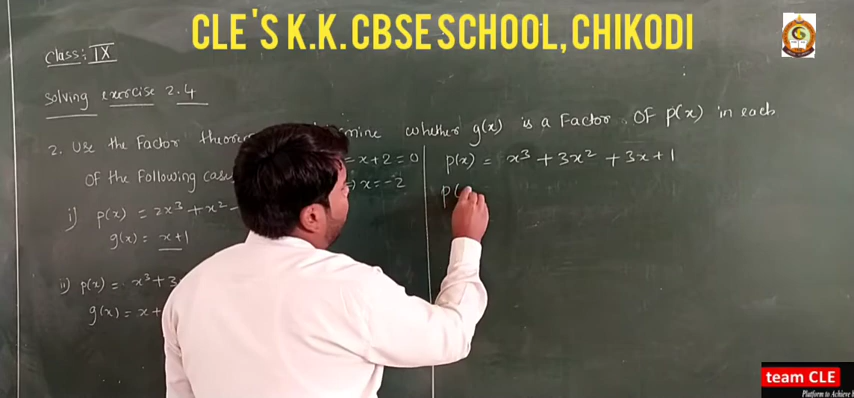 CLE'S K.K. CBSE SCHOOL, CHIKODI
Class: IX
Solving exercise 2.4
2. Use the Factor whether g(x) is a Factor OF p(x) in each
OF the Following
i) p(x) = 2x³ + x² -
g(x) = x+1
ii) p(x) = x³ + 3
g(x) = x+
= x+2 = 0
⇒ x = -2
p(x) = x³ + 3x² + 3x + 1
p(
team CLE